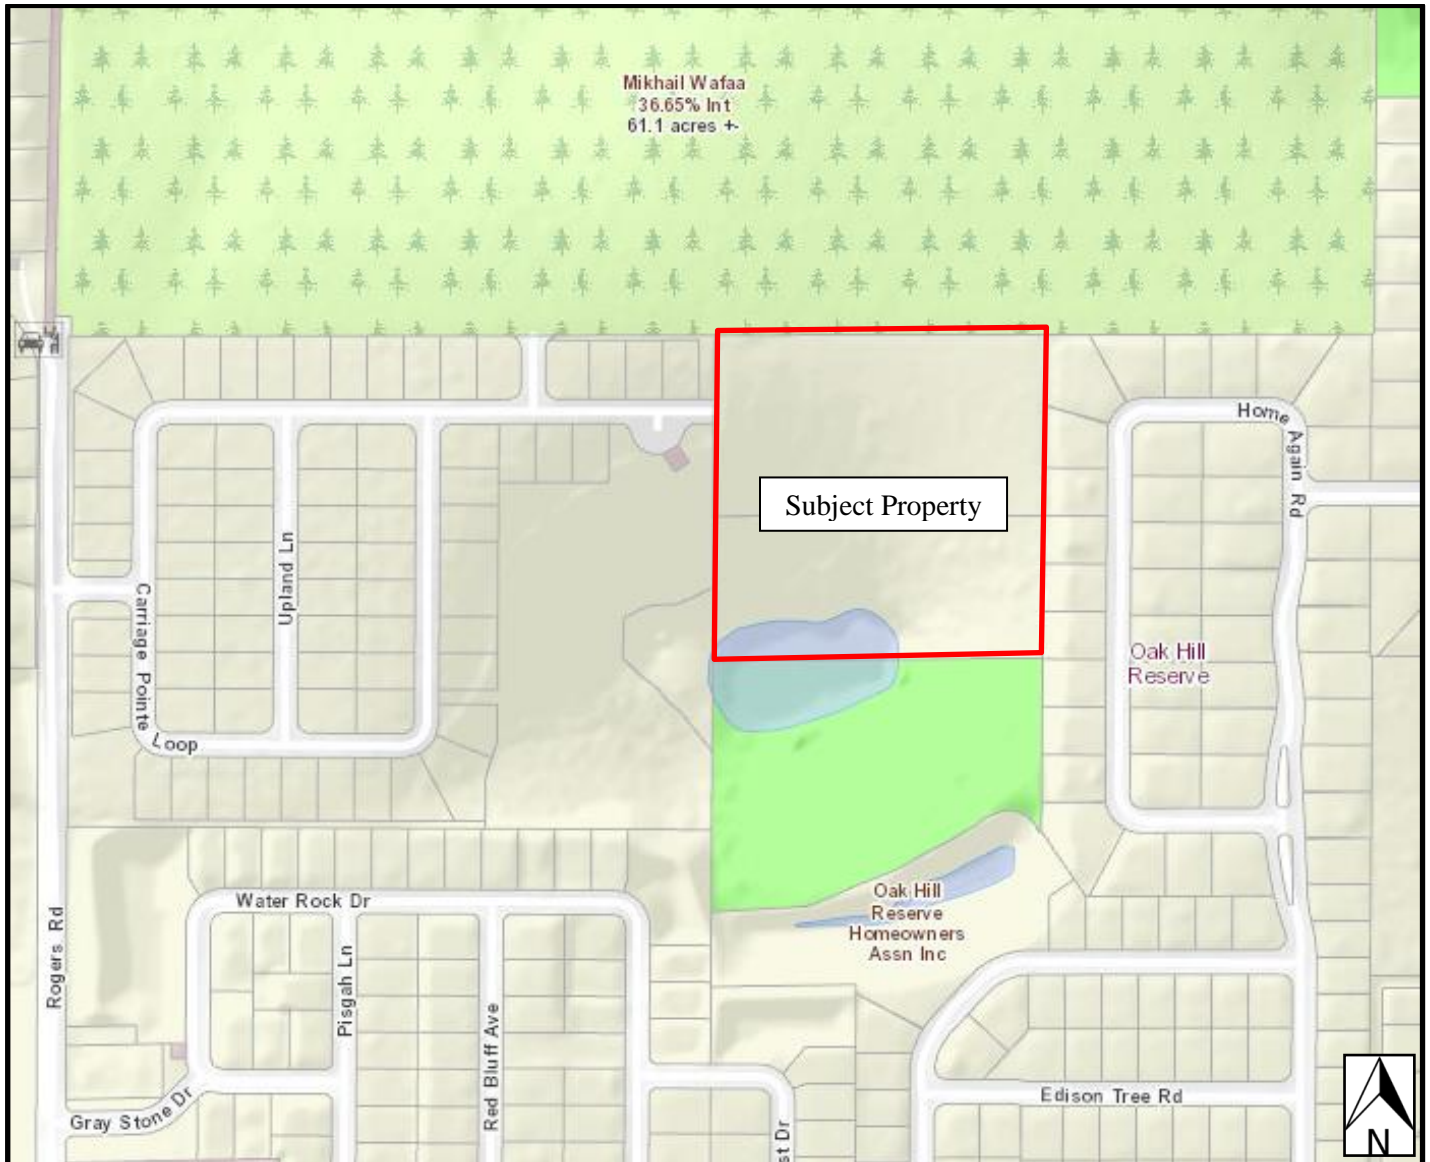 Mikhail Wafaa
36.65% Int
61.1 acres +-
Home Again Rd
Subject Property
Upland Ln
Carriage Pointe Loop
Oak Hill
Reserve
Water Rock Dr
Oak Hill
Reserve
Homeowners
Assn Inc
Rogers Rd
Pisgah Ln
Red Bluff Ave
Edison Tree Rd
Gray Stone Dr
st Dr
N